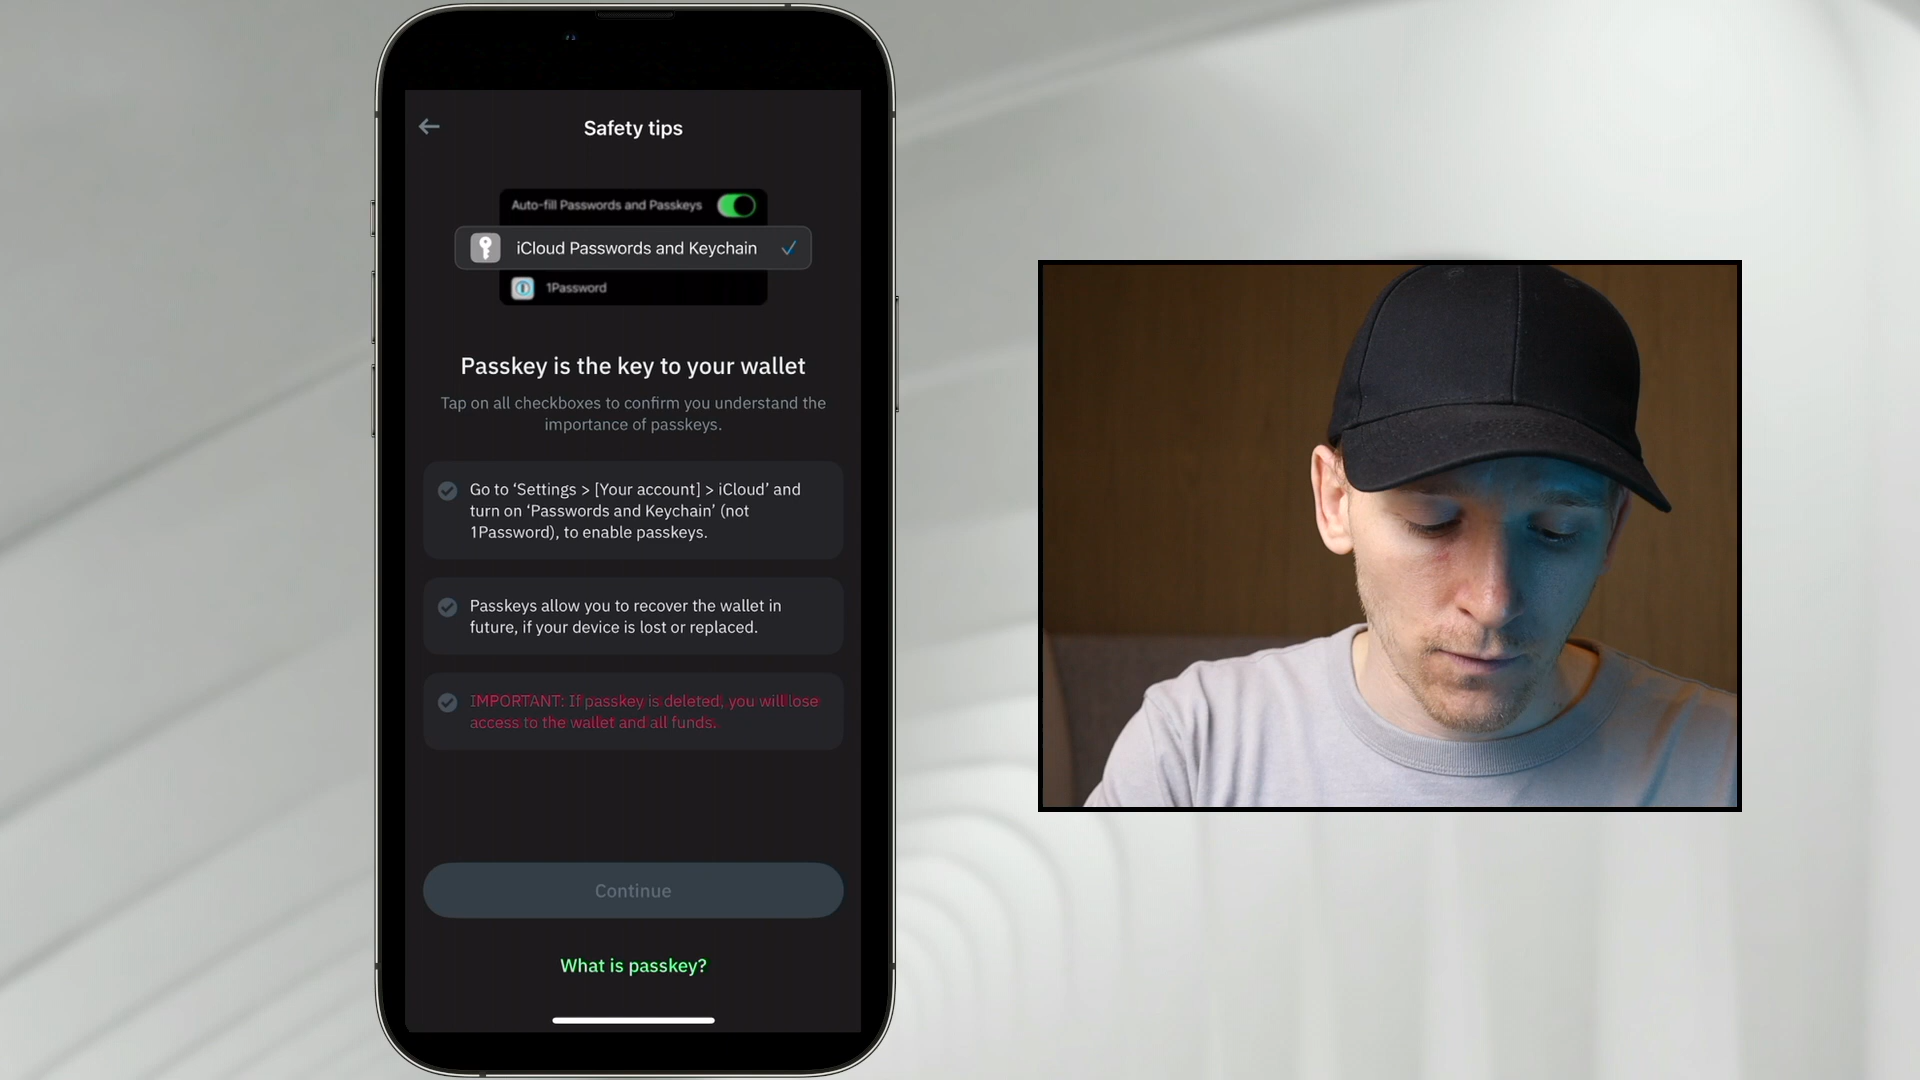 Safety tips
Auto-fill Passwords and Passkeys
iCloud Passwords and Keychain
1Password
Passkey is the key to your wallet
Tap on all checkboxes to confirm you understand the
importance of passkeys.
Go to ‘Settings > [Your account] > iCloud’ and
turn on ‘Passwords and Keychain’ (not
1Password), to enable passkeys.
Passkeys allow you to recover the wallet in
future, if your device is lost or replaced.
IMPORTANT: If passkey is deleted, you will lose
access to the wallet and all funds.
Continue
What is passkey?